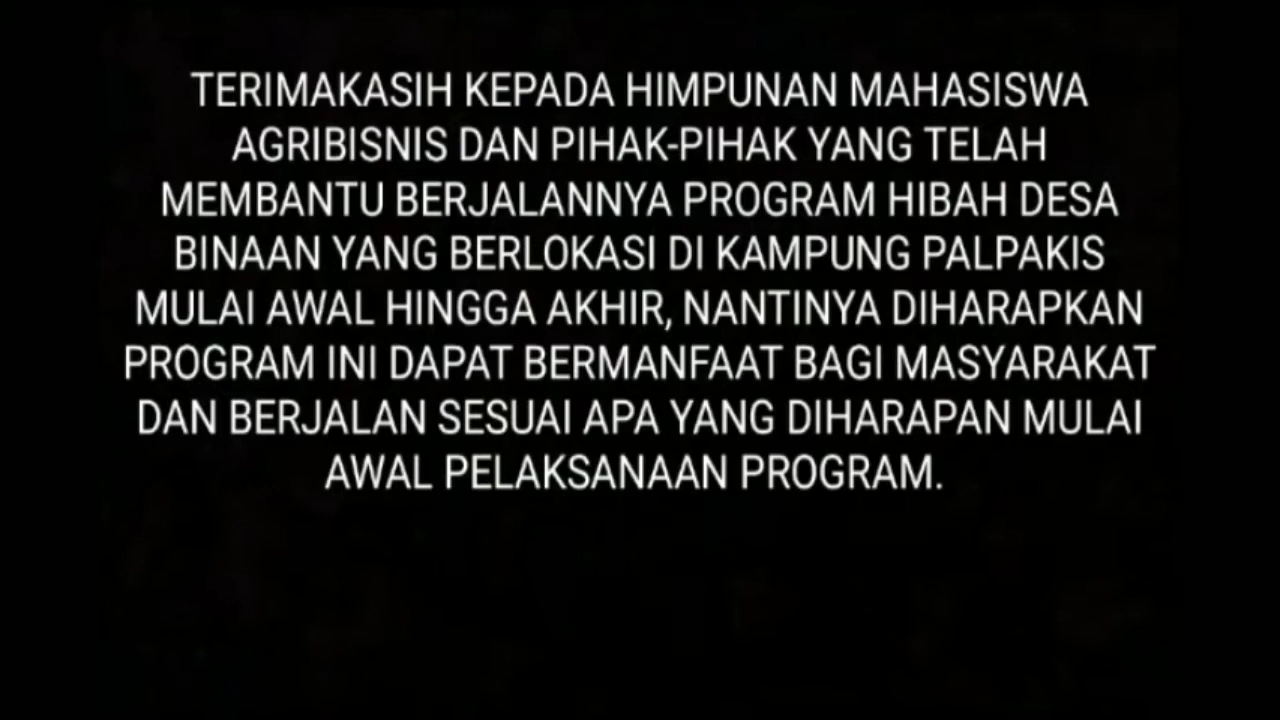 TERIMAKASIH KEPADA HIMPUNAN MAHASISWA
AGRIBISNIS DAN PIHAK-PIHAK YANG TELAH
MEMBANTU BERJALANNYA PROGRAM HIBAH DESA
BINAAN YANG BERLOKASI DI KAMPUNG PALPAKIS
MULAI AWAL HINGGA AKHIR, NANTINYA DIHARAPKAN
PROGRAM INI DAPAT BERMANFAAT BAGI MASYARAKAT
DAN BERJALAN SESUAI APA YANG DIHARAPAN MULAI
AWAL PELAKSANAAN PROGRAM.